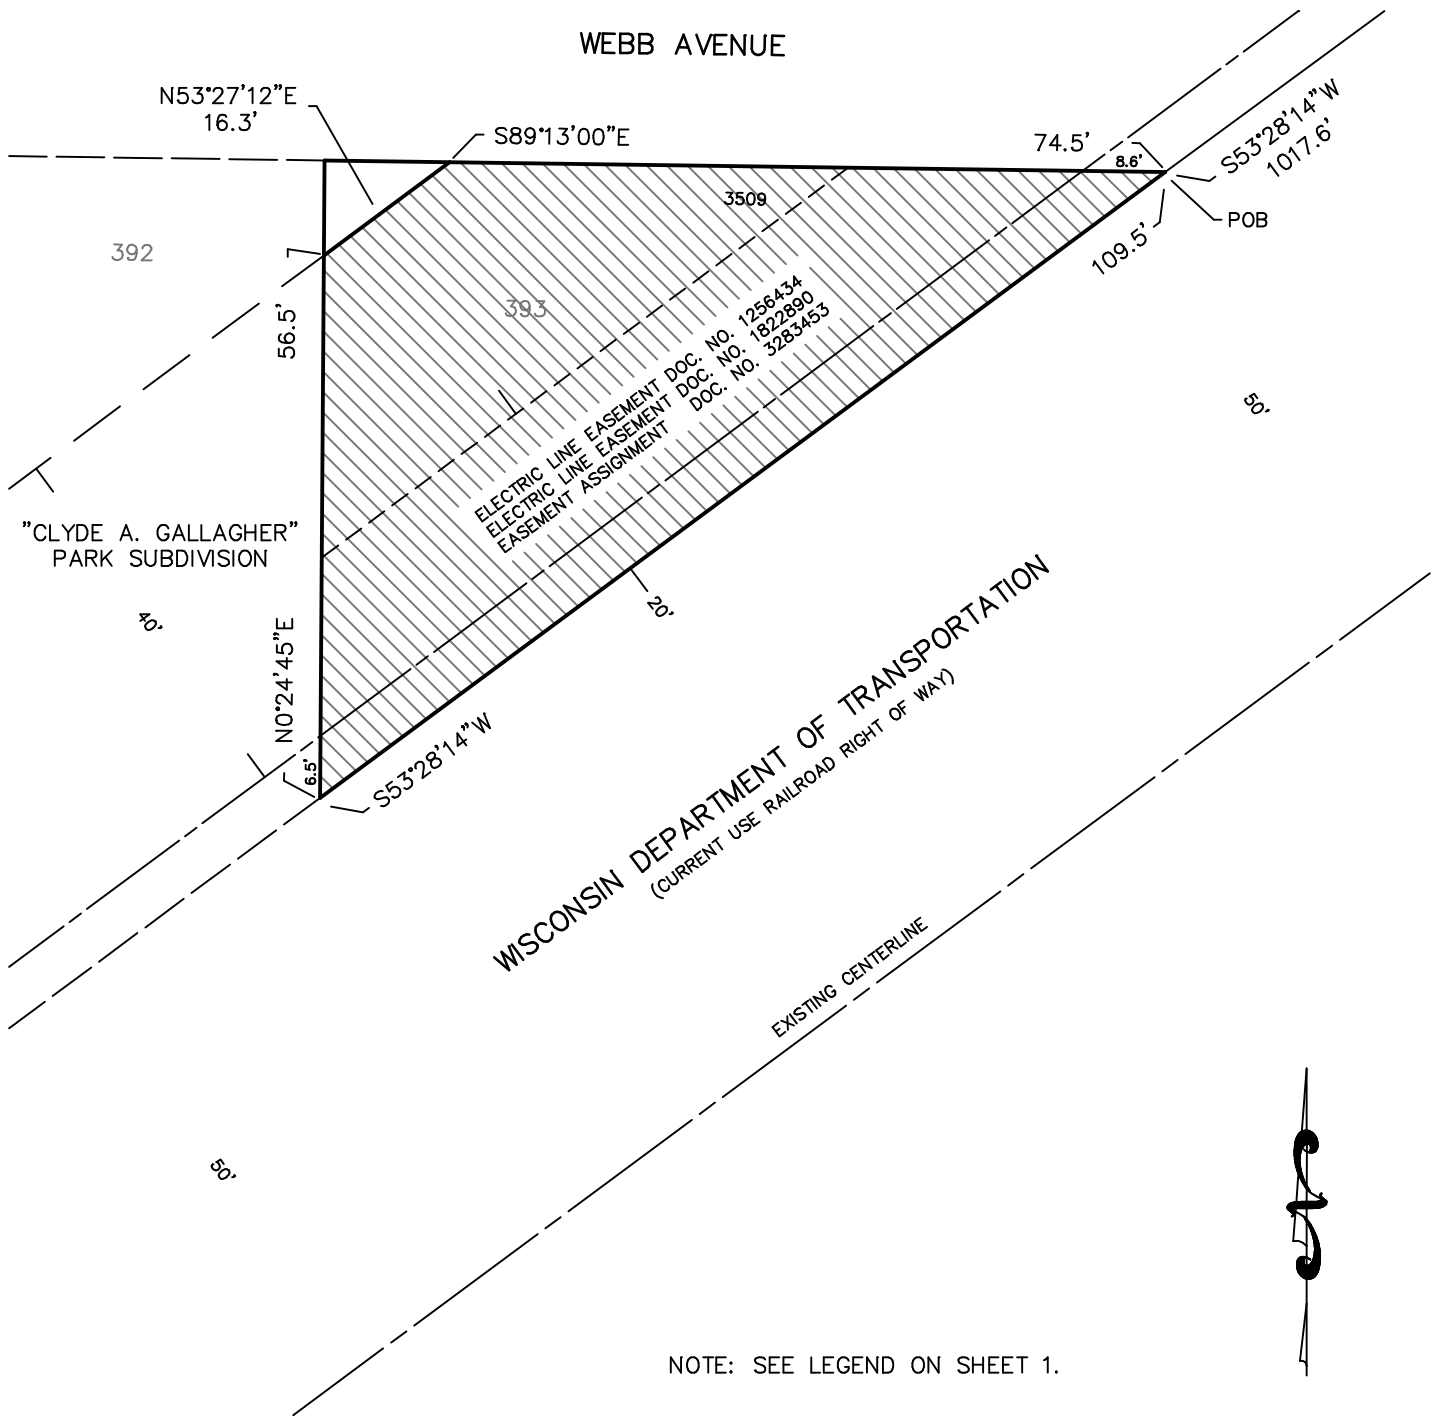 WEBB AVENUE
N53°27'12"E
16.3'
S89°13'00"E
74.5'
8.6'
S53°28'14"W
1017.6'
3509
POB
392
109.5'
393
56.5'
ELECTRIC LINE EASEMENT DOC. NO. 1256434
ELECTRIC LINE EASEMENT DOC. NO. 1822890
EASEMENT ASSIGNMENT DOC. NO. 3283453
50'
"CLYDE A. GALLAGHER"
PARK SUBDIVISION
40'
20'
N0°24'45"E
6.5'
S53°28'14"W
WISCONSIN DEPARTMENT OF TRANSPORTATION
(CURRENT USE RAILROAD RIGHT OF WAY)
EXISTING CENTERLINE
50'
NOTE: SEE LEGEND ON SHEET 1.